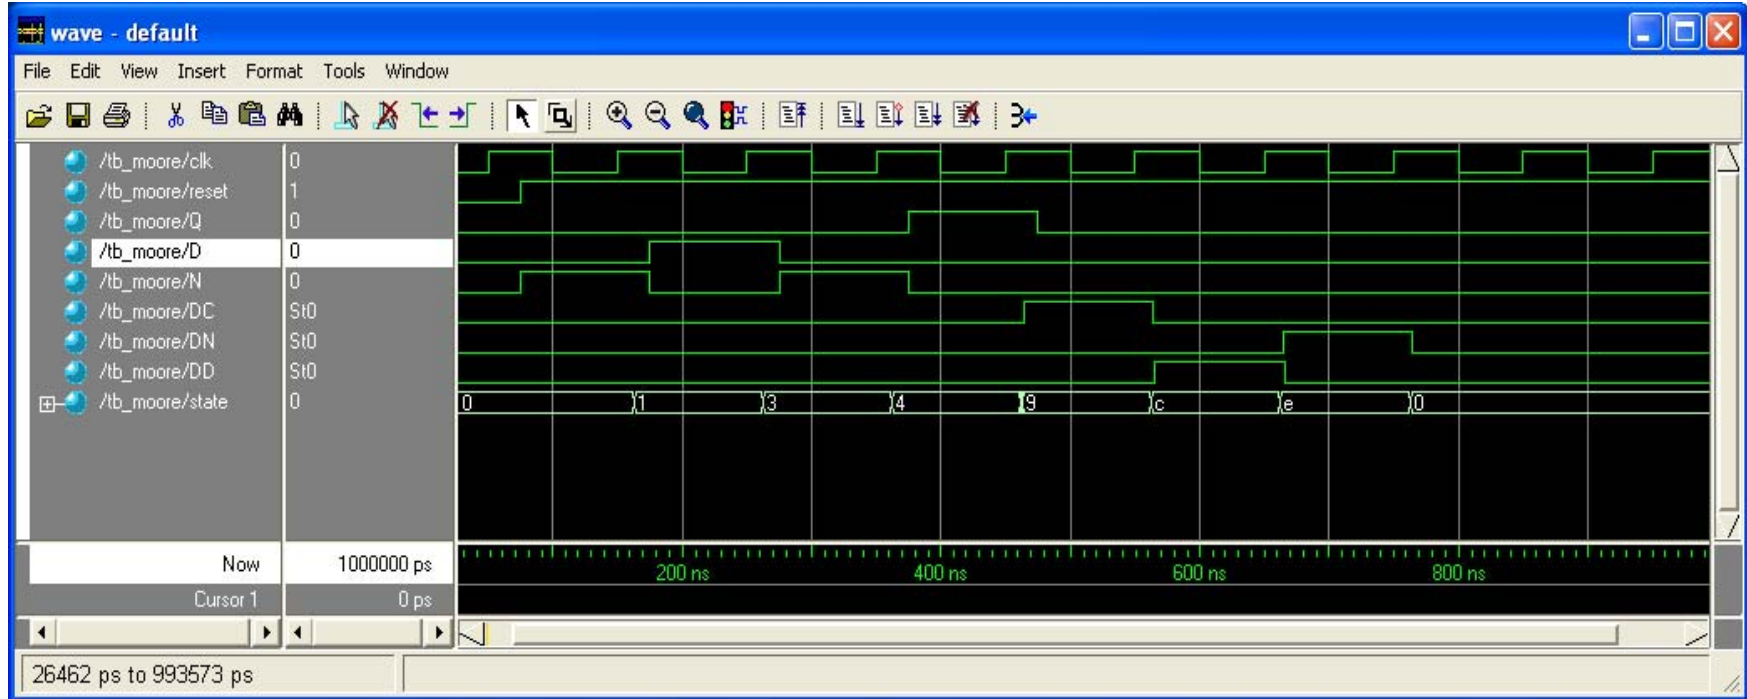 wave - default
File Edit View Insert Format Tools Window
/tb_moore/clk 0
/tb_moore/reset 1
/tb_moore/Q 0
/tb_moore/D 0
/tb_moore/N 0
/tb_moore/DC St0
/tb_moore/DN St0
/tb_moore/DD St0
/tb_moore/state 0 0 1 3 4 9 c e 0
Now 1000000 ps 200 ns 400 ns 600 ns 800 ns
Cursor 1 0 ps
26462 ps to 993573 ps